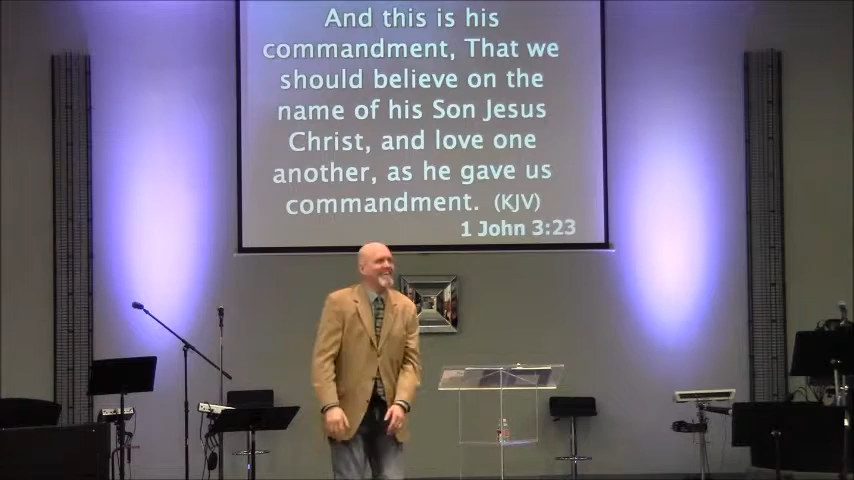 And this is his
commandment, That we
should believe on the
name of his Son Jesus
Christ, and love one
another, as he gave us
commandment. (KJV)
1 John 3:23